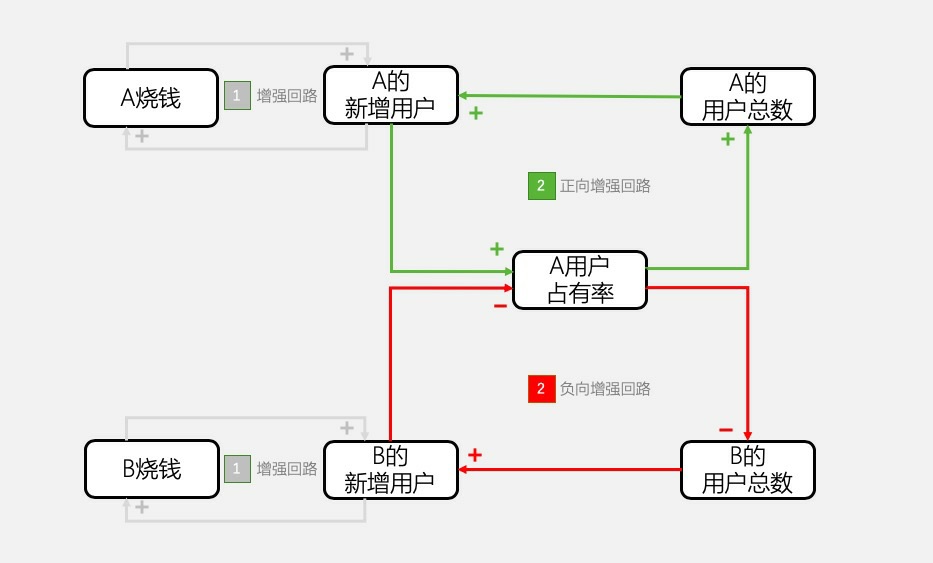 +
A烧钱
1 增强回路
A的
新增用户
A的
用户总数
+
+
+
2 正向增强回路
+
A用户
占有率
−
2 负向增强回路
−
+
B烧钱
1 增强回路
B的
新增用户
+
B的
用户总数
+